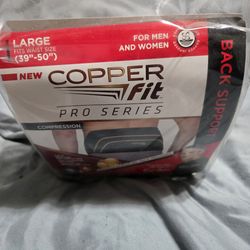 LARGE
FITS WAIST SIZE
(39"-50")
FOR MEN
AND WOMEN
NEW
COPPER
fit
PRO SERIES
COMPRESSION
BACK SUPPORT